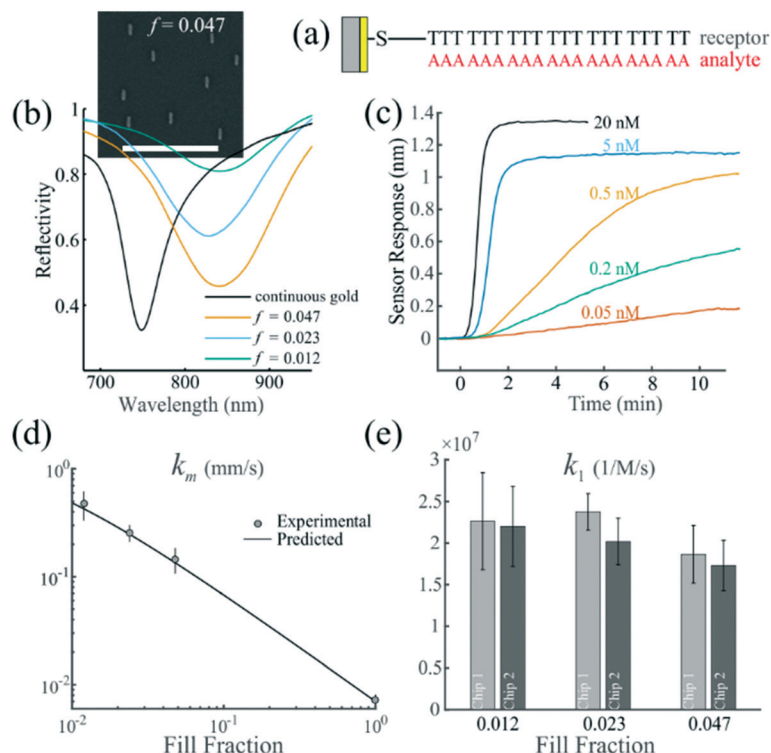 f = 0.047
(a)
S
TTT TTT TTT TTT TTT TTT TT receptor
AAA AAA AAA AAA AAA AAA AA analyte
(b)
Reflectivity
1
0.8
0.6
0.4
continuous gold
f = 0.047
f = 0.023
f = 0.012
700 800 900
Wavelength (nm)
(c)
Sensor Response (nm)
1.4
1.2
1.0
0.8
0.6
0.4
0.2
0
20 nM
5 nM
0.5 nM
0.2 nM
0.05 nM
0 2 4 6 8 10
Time (min)
(d)
k_m (mm/s)
10^0
10^-1
10^-2
Experimental
Predicted
10^-2 10^-1 10^0
Fill Fraction
(e)
×10^7
k_1 (1/M/s)
3
2.5
2
1.5
1
0.5
0
Chip 1 Chip 2 Chip 1 Chip 2 Chip 1 Chip 2
0.012 0.023 0.047
Fill Fraction